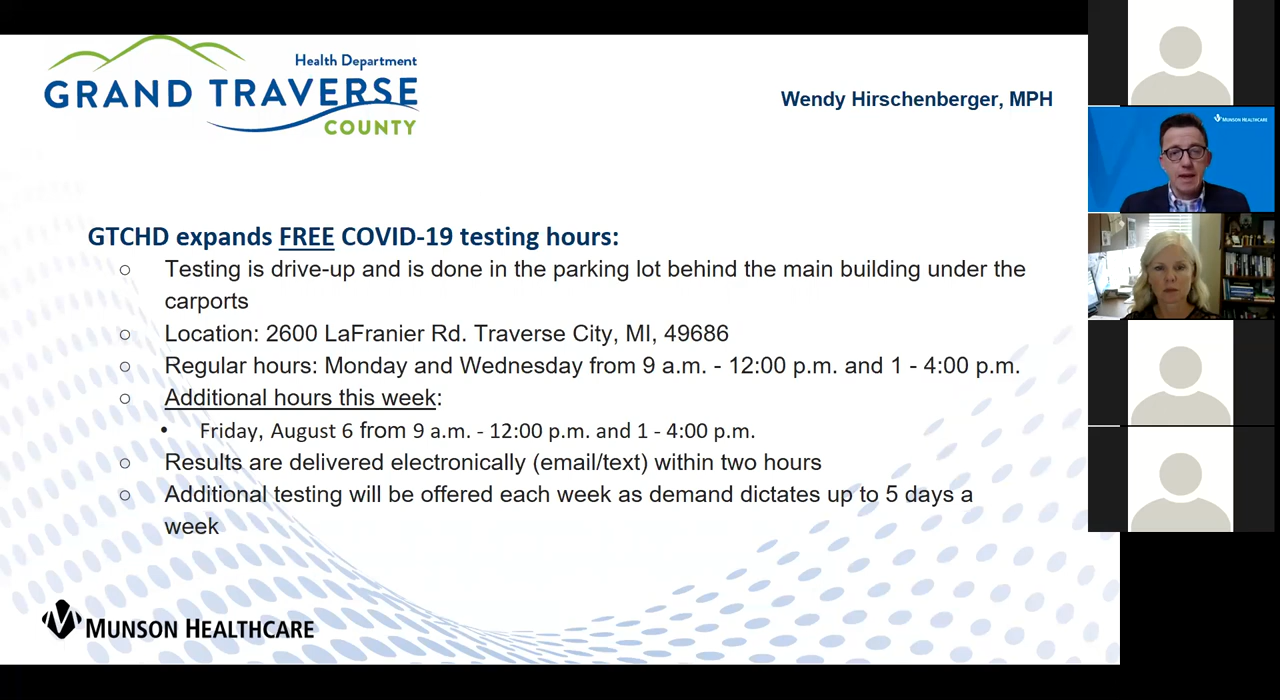 Health Department
GRAND TRAVERSE
COUNTY
Wendy Hirschenberger, MPH
MUNSON HEALTHCARE
GTCHD expands FREE COVID-19 testing hours:
○ Testing is drive-up and is done in the parking lot behind the main building under the
carports
○ Location: 2600 LaFranier Rd. Traverse City, MI, 49686
○ Regular hours: Monday and Wednesday from 9 a.m. - 12:00 p.m. and 1 - 4:00 p.m.
○ Additional hours this week:
• Friday, August 6 from 9 a.m. - 12:00 p.m. and 1 - 4:00 p.m.
○ Results are delivered electronically (email/text) within two hours
○ Additional testing will be offered each week as demand dictates up to 5 days a
week
MUNSON HEALTHCARE